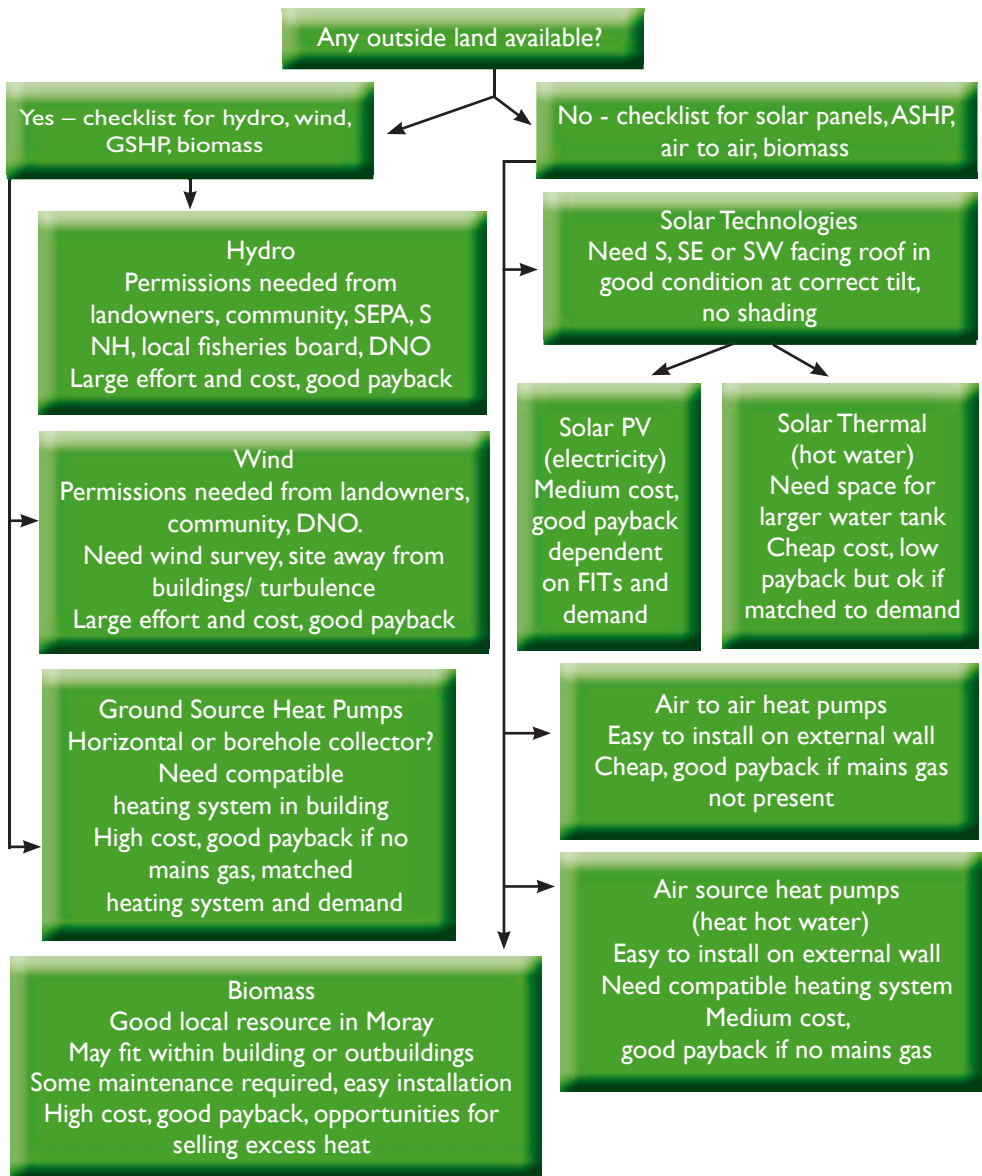 Any outside land available?
Yes – checklist for hydro, wind,
GSHP, biomass
No - checklist for solar panels, ASHP,
air to air, biomass
Hydro
Permissions needed from
landowners, community, SEPA, S
NH, local fisheries board, DNO
Large effort and cost, good payback
Solar Technologies
Need S, SE or SW facing roof in
good condition at correct tilt,
no shading
Solar PV
(electricity)
Medium cost,
good payback
dependent
on FITs and
demand
Solar Thermal
(hot water)
Need space for
larger water tank
Cheap cost, low
payback but ok if
matched to demand
Wind
Permissions needed from landowners,
community, DNO.
Need wind survey, site away from
buildings/ turbulence
Large effort and cost, good payback
Ground Source Heat Pumps
Horizontal or borehole collector?
Need compatible
heating system in building
High cost, good payback if no
mains gas, matched
heating system and demand
Air to air heat pumps
Easy to install on external wall
Cheap, good payback if mains gas
not present
Air source heat pumps
(heat hot water)
Easy to install on external wall
Need compatible heating system
Medium cost,
good payback if no mains gas
Biomass
Good local resource in Moray
May fit within building or outbuildings
Some maintenance required, easy installation
High cost, good payback, opportunities for
selling excess heat